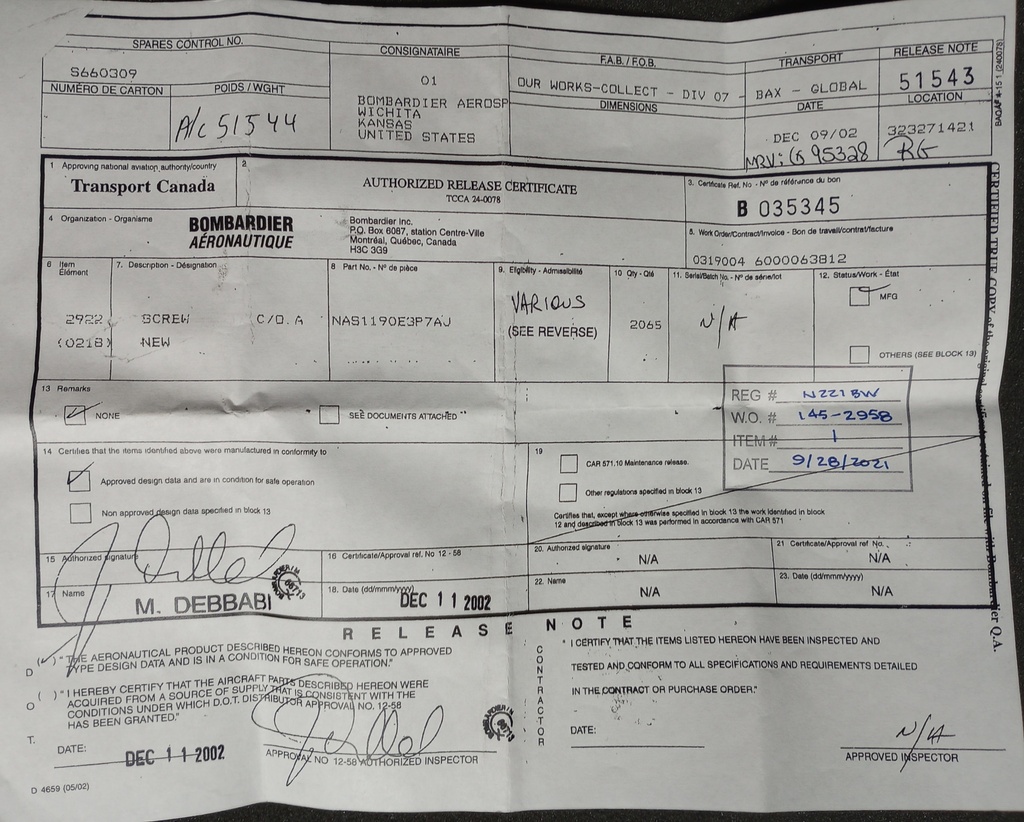 SPARES CONTROL NO.
S660309
NUMÉRO DE CARTON
POIDS / WGHT
A/c 51544
CONSIGNATAIRE
01
BOMBARDIER AEROSP
WICHITA
KANSAS
UNITED STATES
F.A.B. / F.O.B.
OUR WORKS-COLLECT - DIV 07 -
DIMENSIONS
TRANSPORT
BAX - GLOBAL
DATE
DEC 09/02
RELEASE NOTE
51543
LOCATION
323271421
95328 RG
1 Approving national aviation authority/country
Transport Canada
2
AUTHORIZED RELEASE CERTIFICATE
TCCA 24-0078
3. Certificate Ref. No - Nº de référence du bon
B 035345
4 Organization - Organisme
BOMBARDIER
AÉRONAUTIQUE
Bombardier Inc.
P.O. Box 6087, station Centre-Ville
Montréal, Québec, Canada
H3C 3G9
5. Work Order/Contract/Invoice - Bon de travail/contrat/facture
0319004 6000063812
6 Item
Élément
7. Description - Désignation
8 Part No. - Nº de pièce
9. Eligibility - Admissibilité
10 Qty - Qté
11. Serial/Batch No. - Nº de série/lot
12. Status/Work - État
2922 SCREW C/O.A NAS1190E3P7AJ
(0218) NEW
VARIOUS
(SEE REVERSE)
2065
N/A
MFG
OTHERS (SEE BLOCK 13)
13 Remarks
NONE
SEE DOCUMENTS ATTACHED
REG # N221BW
W.O. # 145-2958
ITEM # 1
DATE 9/28/2021
14 Certifies that the items identified above were manufactured in conformity to
Approved design data and are in condition for safe operation
Non approved design data specified in block 13
19
CAR 571.10 Maintenance release.
Other regulations specified in block 13
Certifies that, except where otherwise specified in block 13 the work identified in block
12 and described in block 13 was performed in accordance with CAR 571
15 Authorized signature
16 Certificate/Approval ref. No 12-58
17 Name
M. DEBBABI
18. Date (dd/mmm/yyyy)
DEC 11 2002
20. Authorized signature
N/A
21 Certificate/Approval ref No.
N/A
22. Name
N/A
23. Date (dd/mmm/yyyy)
N/A
RELEASE NOTE
D ( ) "THE AERONAUTICAL PRODUCT DESCRIBED HEREON CONFORMS TO APPROVED
TYPE DESIGN DATA AND IS IN A CONDITION FOR SAFE OPERATION."
O ( ) "I HEREBY CERTIFY THAT THE AIRCRAFT PARTS DESCRIBED HEREON WERE
ACQUIRED FROM A SOURCE OF SUPPLY THAT IS CONSISTENT WITH THE
CONDITIONS UNDER WHICH D.O.T. DISTRIBUTOR APPROVAL NO. 12-58
HAS BEEN GRANTED."
T.
DATE: DEC 11 2002
APPROVAL NO 12-58 AUTHORIZED INSPECTOR
CONTRACTOR
"I CERTIFY THAT THE ITEMS LISTED HEREON HAVE BEEN INSPECTED AND
TESTED AND CONFORM TO ALL SPECIFICATIONS AND REQUIREMENTS DETAILED
IN THE CONTRACT OR PURCHASE ORDER."
DATE:
N/A
APPROVED INSPECTOR
D 4659 (05/02)